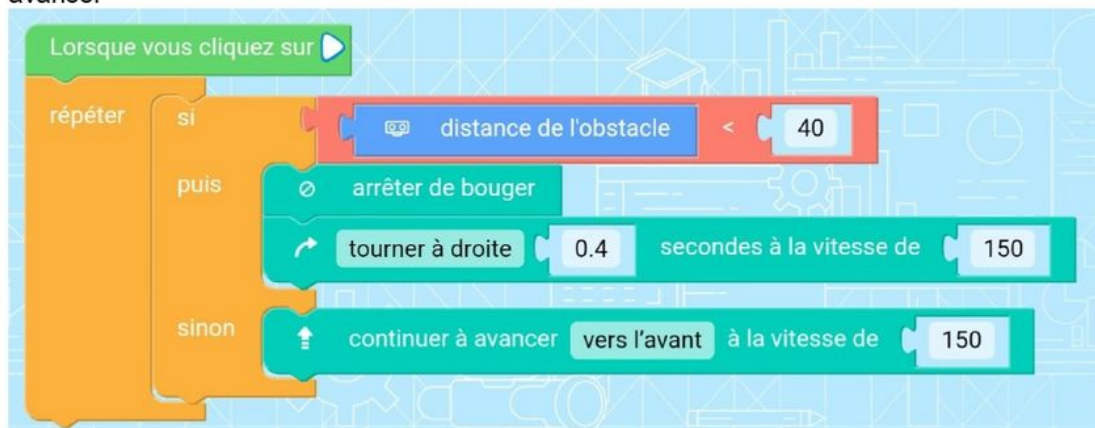 Lorsque vous cliquez sur
répéter si distance de l'obstacle < 40
puis arrêter de bouger
tourner à droite 0.4 secondes à la vitesse de 150
sinon continuer à avancer vers l'avant à la vitesse de 150